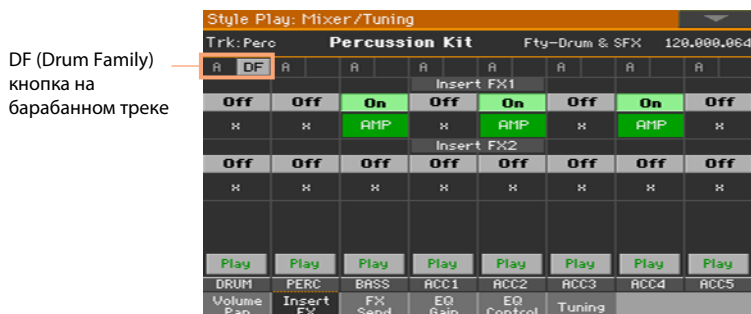 Style Play: Mixer/Tuning
Trk: Perc Percussion Kit Fty-Drum & SFX 120.000.064
DF (Drum Family)
кнопка на
барабанном треке
A DF A A A A A A A
Insert FX1
Off Off On Off On Off On Off
x x AMP x AMP x AMP x
Insert FX2
Off Off Off Off Off Off Off Off
x x x x x x x x
Play Play Play Play Play Play Play Play
DRUM PERC BASS ACC1 ACC2 ACC3 ACC4 ACC5
Volume Insert FX EQ EQ Tuning
Pan FX Send Gain Control